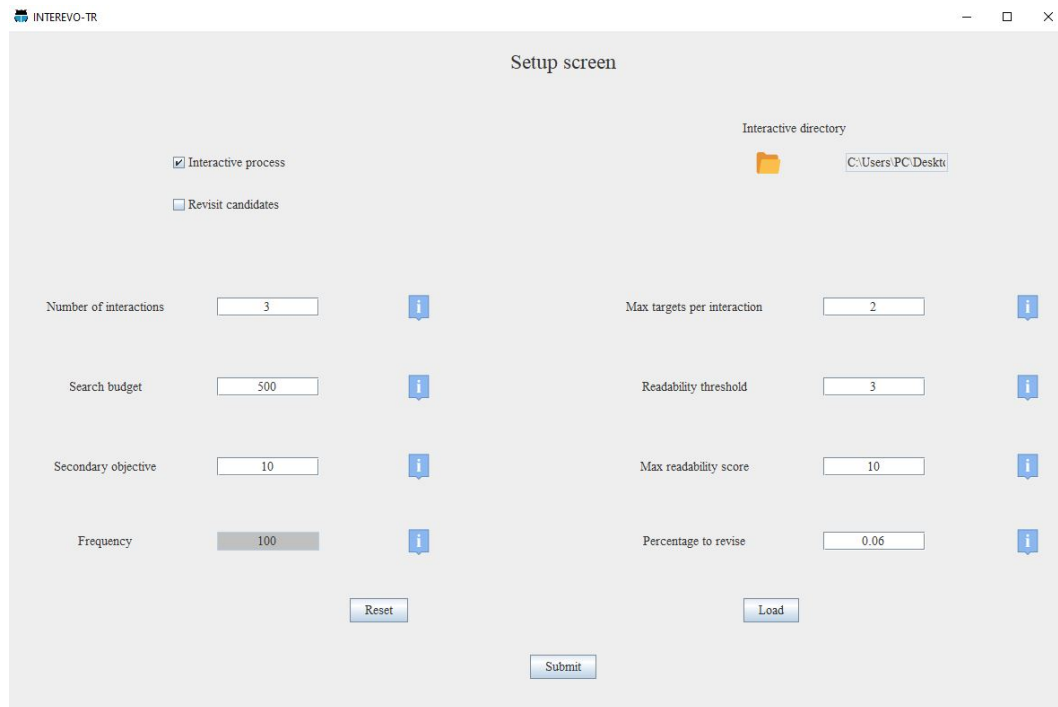 INTEREVO-TR
Setup screen
Interactive directory
Interactive process
C:\Users\PC\Deskto
Revisit candidates
Number of interactions 3 i Max targets per interaction 2 i
Search budget 500 i Readability threshold 3 i
Secondary objective 10 i Max readability score 10 i
Frequency 100 i Percentage to revise 0.06 i
Reset Load
Submit